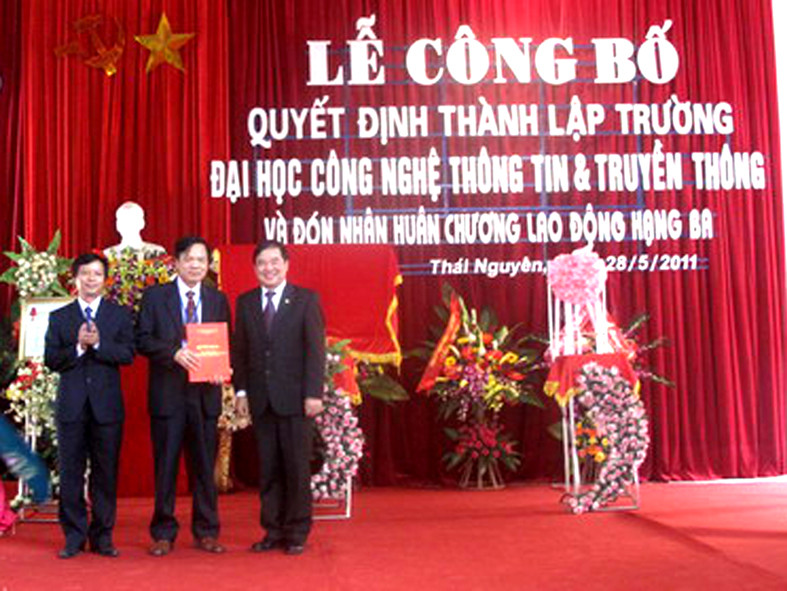 LỄ CÔNG BỐ
QUYẾT ĐỊNH THÀNH LẬP TRƯỜNG
ĐẠI HỌC CÔNG NGHỆ THÔNG TIN & TRUYỀN THÔNG
VÀ ĐÓN NHẬN HUÂN CHƯƠNG LAO ĐỘNG HẠNG BA
Thái Nguyên, 28/5/2011